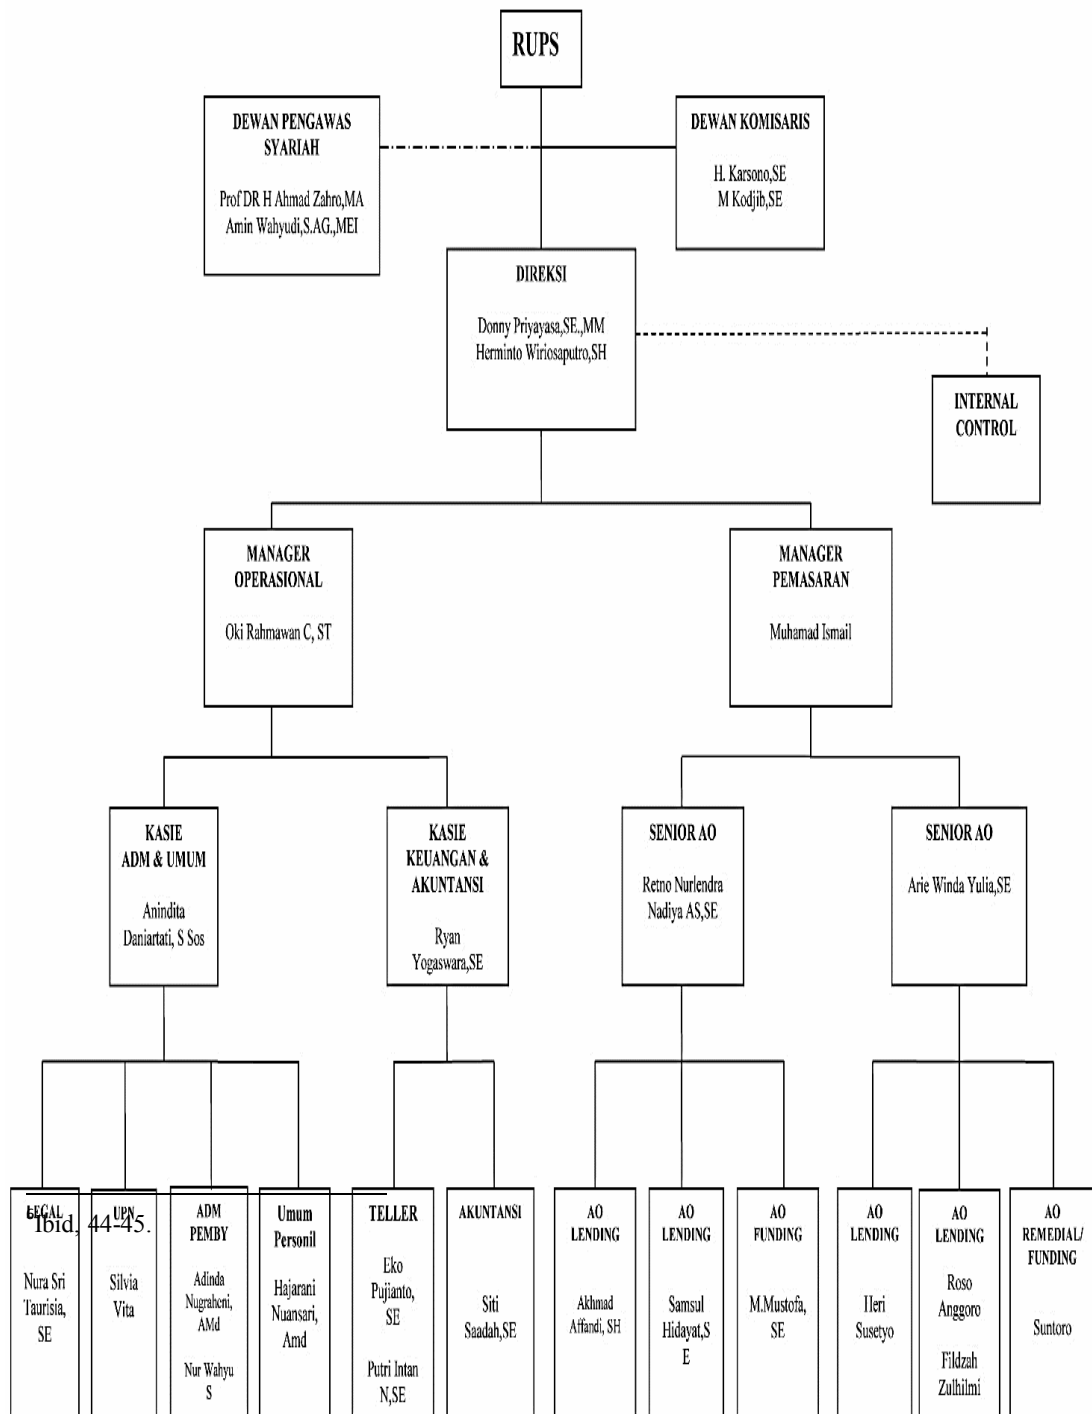 RUPS
DEWAN PENGAWAS
SYARIAH
Prof DR H Ahmad Zahro,MA
Amin Wahyudi,S.AG.,MEI
DEWAN KOMISARIS
H. Karsono,SE
M Kodjib,SE
DIREKSI
Donny Priyayasa,SE.,MM
Herminto Wiriosaputro,SH
INTERNAL
CONTROL
MANAGER
OPERASIONAL
Oki Rahmawan C, ST
MANAGER
PEMASARAN
Muhamad Ismail
KASIE
ADM & UMUM
Anindita
Daniartati, S Sos
KASIE
KEUANGAN &
AKUNTANSI
Ryan
Yogaswara,SE
SENIOR AO
Retno Nurlendra
Nadiya AS,SE
SENIOR AO
Arie Winda Yulia,SE
LEGAL
Nura Sri
Taurisia,
SE
UPN
Silvia
Vita
ADM
PEMBY
Adinda
Nugraheni,
AMd
Nur Wahyu
S
Umum
Personil
Hajarani
Nuansari,
Amd
TELLER
Eko
Pujianto,
SE
Putri Intan
N,SE
AKUNTANSI
Siti
Saadah,SE
AO
LENDING
Akhmad
Affandi, SH
AO
LENDING
Samsul
Hidayat,S
E
AO
FUNDING
M.Mustofa,
SE
AO
LENDING
Heri
Susetyo
AO
LENDING
Roso
Anggoro
Fildzah
Zulhilmi
AO
REMEDIAL/
FUNDING
Suntoro
Ibid, 44-45.